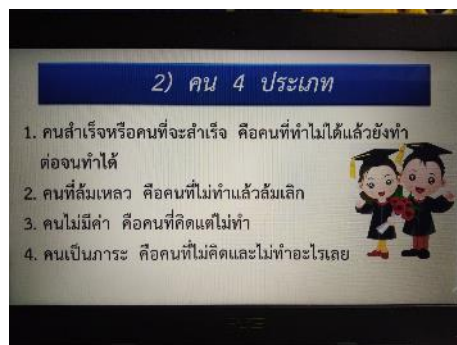 2) คน 4 ประเภท
1. คนสำเร็จหรือคนที่จะสำเร็จ คือคนที่ทำไม่ได้แล้วยังทำ
ต่อจนทำได้
2. คนที่ล้มเหลว คือคนที่ไม่ทำแล้วล้มเลิก
3. คนไม่มีค่า คือคนที่คิดแต่ไม่ทำ
4. คนเป็นภาระ คือคนที่ไม่คิดและไม่ทำอะไรเลย